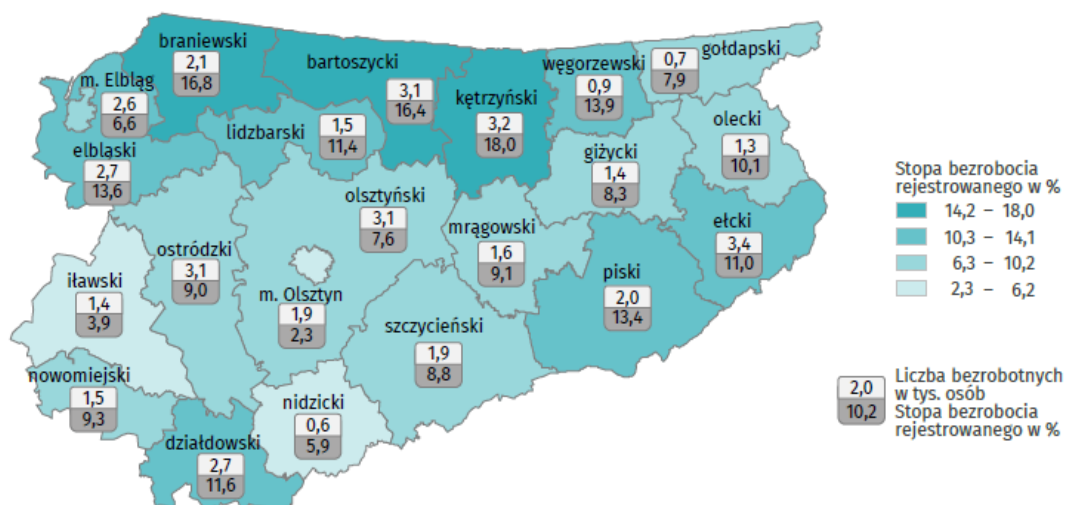 braniewski
2,1
16,8
bartoszycki
3,1
16,4
węgorzewski
0,9
13,9
0,7
7,9
gołdapski
m. Elbląg
2,6
6,6
kętrzyński
3,2
18,0
lidzbarski
1,5
11,4
olecki
1,3
10,1
elbląski
2,7
13,6
giżycki
1,4
8,3
olsztyński
3,1
7,6
mrągowski
1,6
9,1
ełcki
3,4
11,0
ostródzki
3,1
9,0
iławski
1,4
3,9
m. Olsztyn
1,9
2,3
piski
2,0
13,4
szczycieński
1,9
8,8
nowomiejski
1,5
9,3
nidzicki
0,6
5,9
działdowski
2,7
11,6
Stopa bezrobocia
rejestrowanego w %
14,2 – 18,0
10,3 – 14,1
6,3 – 10,2
2,3 – 6,2
2,0
10,2
Liczba bezrobotnych
w tys. osób
Stopa bezrobocia
rejestrowanego w %